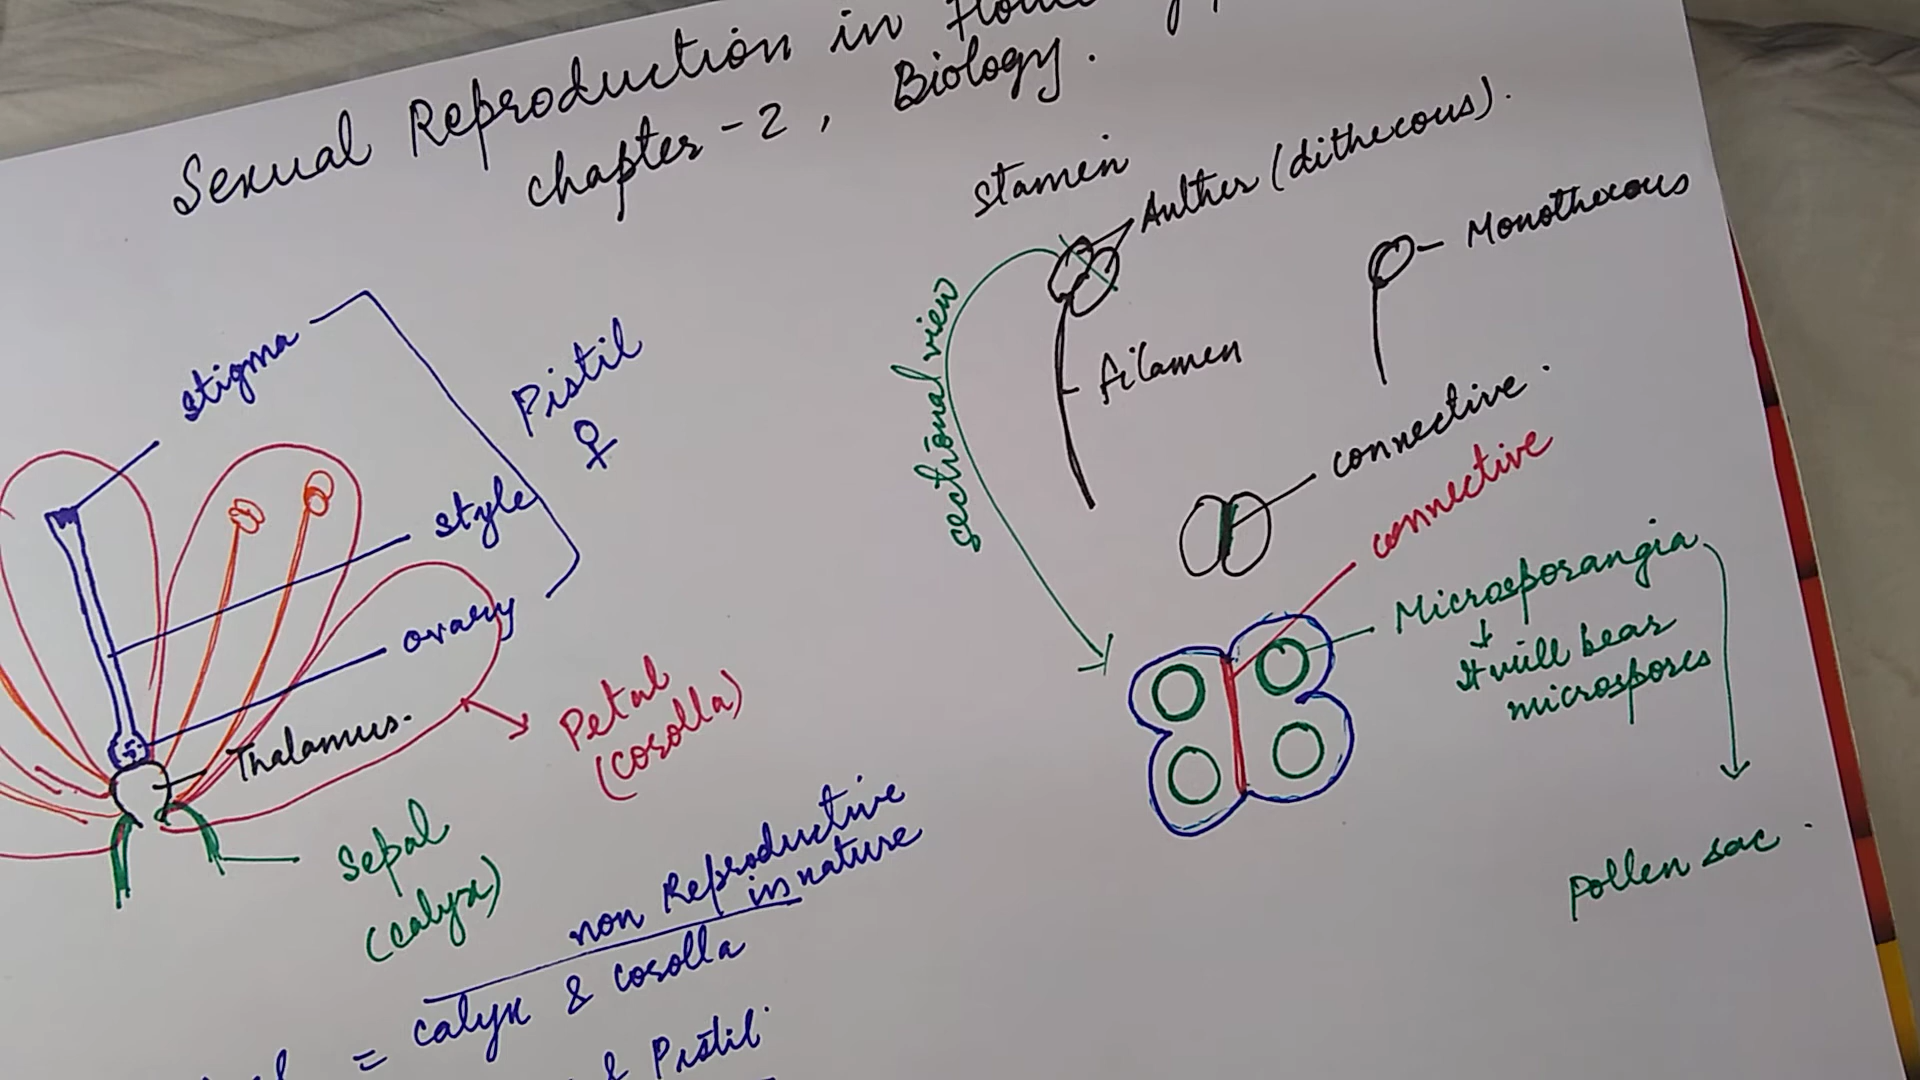 Sexual Reproduction in
chapter - 2, Biology.
stigma
Pistil
♀
style
ovary
Thalamus.
Petal
(corolla)
Sepal
(calyx)
non Reproductive
in nature
= calyx & corolla
& Pistil
stamen
Anther (dithecous).
Monothecous
filamen
sectional view
connective.
connective
Microsporangia
It will bear
microspores
pollen sac.